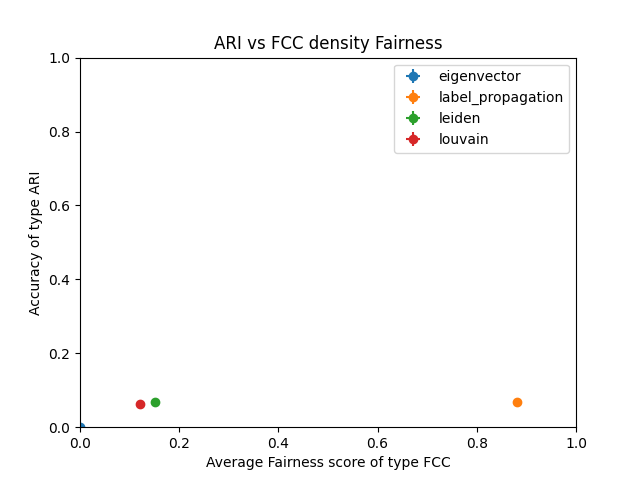 ARI vs FCC density Fairness
eigenvector
label_propagation
leiden
louvain
Accuracy of type ARI
1.0
0.8
0.6
0.4
0.2
0.0
0.0 0.2 0.4 0.6 0.8 1.0
Average Fairness score of type FCC